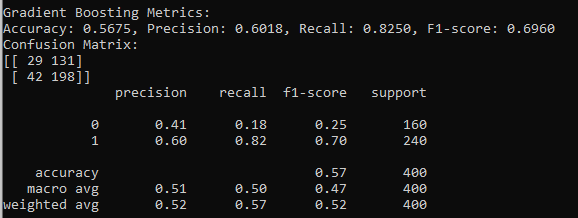 Gradient Boosting Metrics:
Accuracy: 0.5675, Precision: 0.6018, Recall: 0.8250, F1-score: 0.6960
Confusion Matrix:
[[ 29 131]
 [ 42 198]]
              precision    recall  f1-score   support

           0       0.41      0.18      0.25       160
           1       0.60      0.82      0.70       240

    accuracy                           0.57       400
   macro avg       0.51      0.50      0.47       400
weighted avg       0.52      0.57      0.52       400